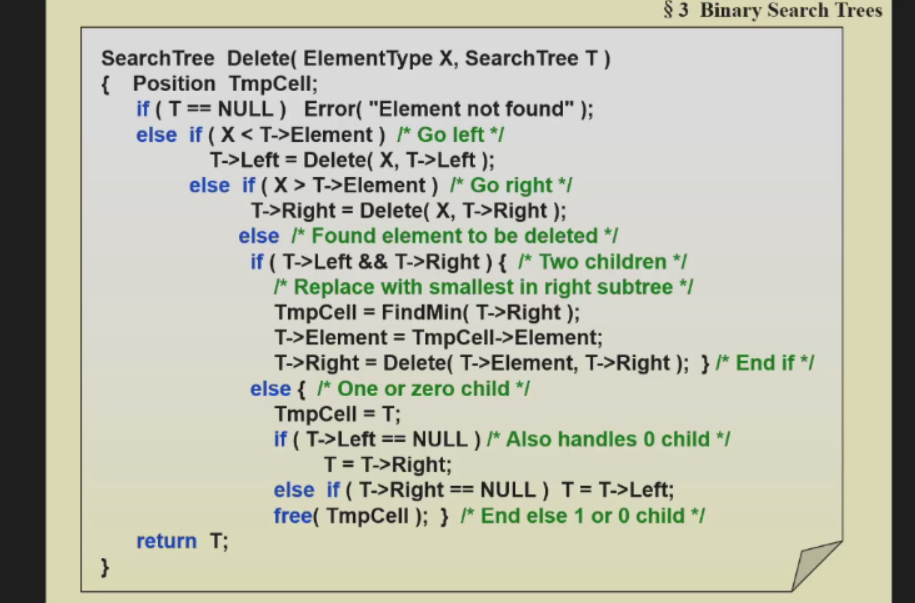 § 3 Binary Search Trees
SearchTree Delete( ElementType X, SearchTree T )
{ Position TmpCell;
if ( T == NULL ) Error( "Element not found" );
else if ( X < T->Element ) /* Go left */
T->Left = Delete( X, T->Left );
else if ( X > T->Element ) /* Go right */
T->Right = Delete( X, T->Right );
else /* Found element to be deleted */
if ( T->Left && T->Right ) { /* Two children */
/* Replace with smallest in right subtree */
TmpCell = FindMin( T->Right );
T->Element = TmpCell->Element;
T->Right = Delete( T->Element, T->Right ); } /* End if */
else { /* One or zero child */
TmpCell = T;
if ( T->Left == NULL ) /* Also handles 0 child */
T = T->Right;
else if ( T->Right == NULL ) T = T->Left;
free( TmpCell ); } /* End else 1 or 0 child */
return T;
}